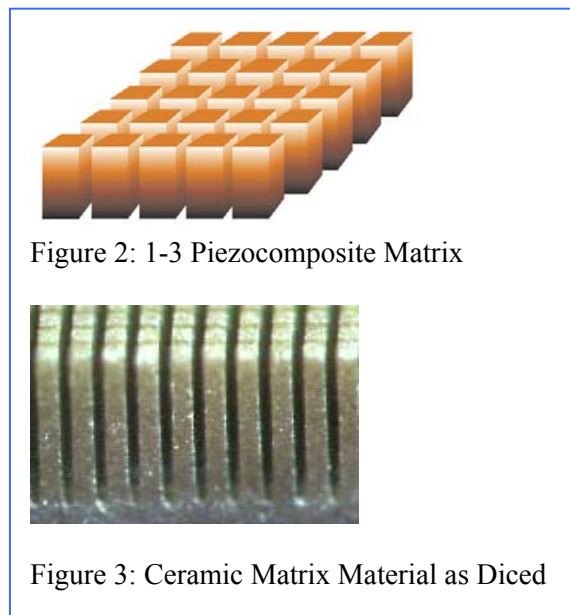 Figure 2: 1-3 Piezocomposite Matrix
Figure 3: Ceramic Matrix Material as Diced